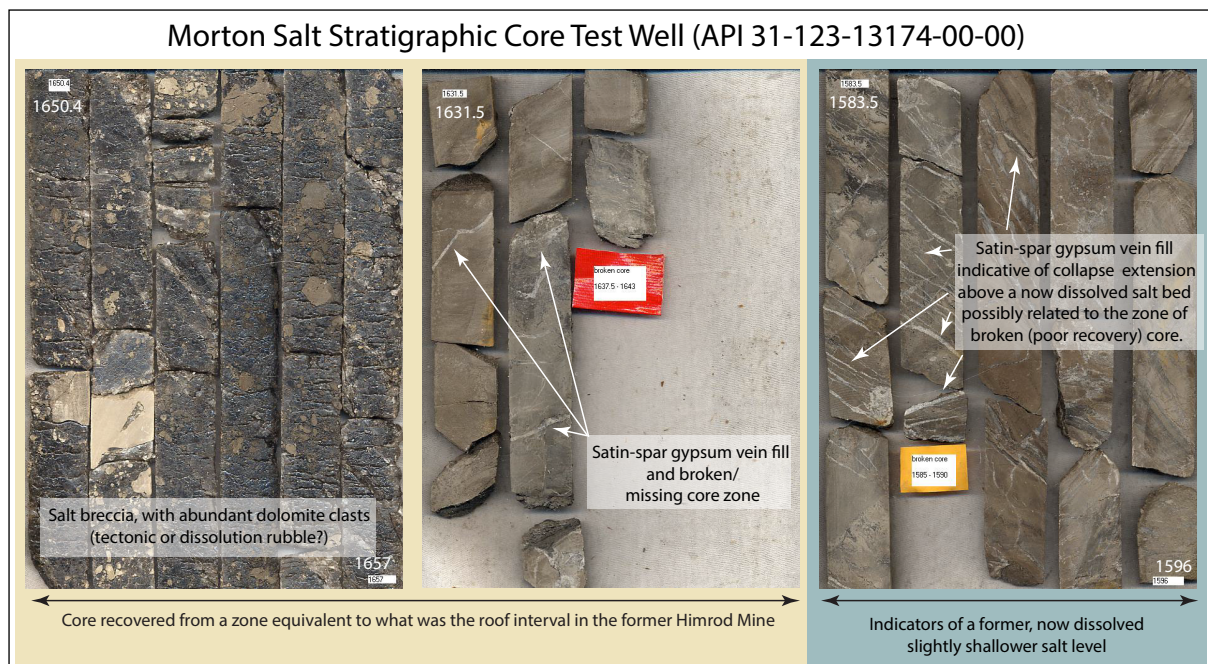 Morton Salt Stratigraphic Core Test Well (API 31-123-13174-00-00)
1650.4
1650.4
Salt breccia, with abundant dolomite clasts
(tectonic or dissolution rubble?)
1657
1657
1631.5
1631.5
broken core
1637.5 - 1643
Satin-spar gypsum vein fill
and broken/
missing core zone
Core recovered from a zone equivalent to what was the roof interval in the former Himrod Mine
1583.5
1583.5
Satin-spar gypsum vein fill
indicative of collapse extension
above a now dissolved salt bed
possibly related to the zone of
broken (poor recovery) core.
broken core
1585 - 1590
1596
1596
Indicators of a former, now dissolved
slightly shallower salt level